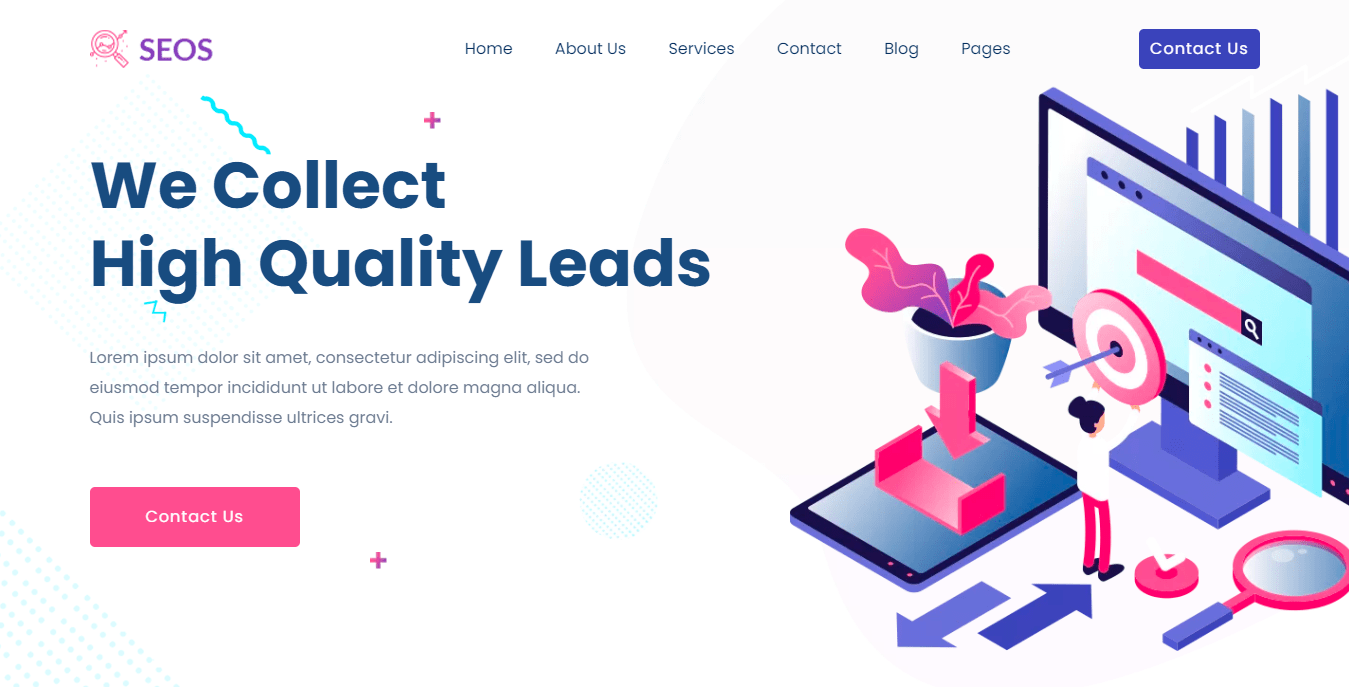 SEOS
Home About Us Services Contact Blog Pages
Contact Us
We Collect
High Quality Leads
Lorem ipsum dolor sit amet, consectetur adipiscing elit, sed do
eiusmod tempor incididunt ut labore et dolore magna aliqua.
Quis ipsum suspendisse ultrices gravi.
Contact Us